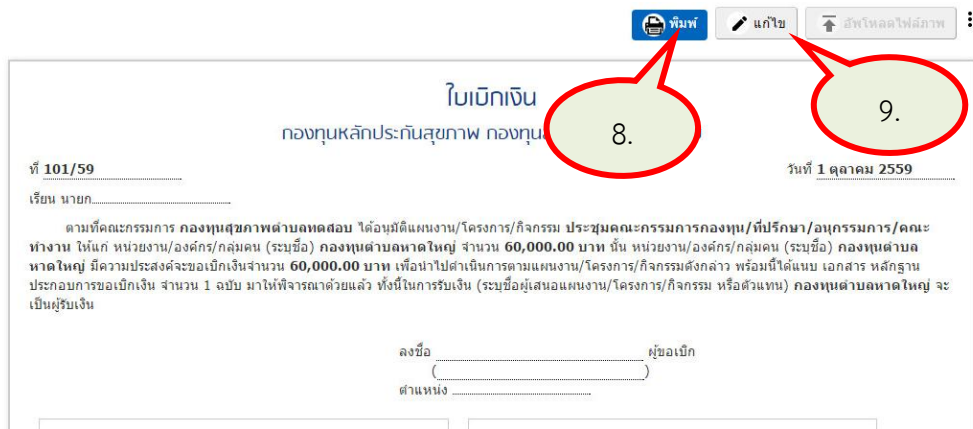 พิมพ์ แก้ไข อัพโหลดไฟล์ภาพ
8. 9.
ใบเบิกเงิน
กองทุนหลักประกันสุขภาพ กองทุน
ที่ 101/59 วันที่ 1 ตุลาคม 2559
เรียน นายก
ตามที่คณะกรรมการ กองทุนสุขภาพตำบลทดสอบ ได้อนุมัติแผนงาน/โครงการ/กิจกรรม ประชุมคณะกรรมการกองทุน/ที่ปรึกษา/อนุกรรมการ/คณะ
ทำงาน ให้แก่ หน่วยงาน/องค์กร/กลุ่มคน (ระบุชื่อ) กองทุนตำบลหาดใหญ่ จำนวน 60,000.00 บาท นั้น หน่วยงาน/องค์กร/กลุ่มคน (ระบุชื่อ) กองทุนตำบล
หาดใหญ่ มีความประสงค์จะขอเบิกเงินจำนวน 60,000.00 บาท เพื่อนำไปดำเนินการตามแผนงาน/โครงการ/กิจกรรมดังกล่าว พร้อมนี้ได้แนบ เอกสาร หลักฐาน
ประกอบการขอเบิกเงิน จำนวน 1 ฉบับ มาให้พิจารณาด้วยแล้ว ทั้งนี้ในการรับเงิน (ระบุชื่อผู้เสนอแผนงาน/โครงการ/กิจกรรม หรือตัวแทน) กองทุนตำบลหาดใหญ่ จะ
เป็นผู้รับเงิน
ลงชื่อ ผู้ขอเบิก
( )
ตำแหน่ง